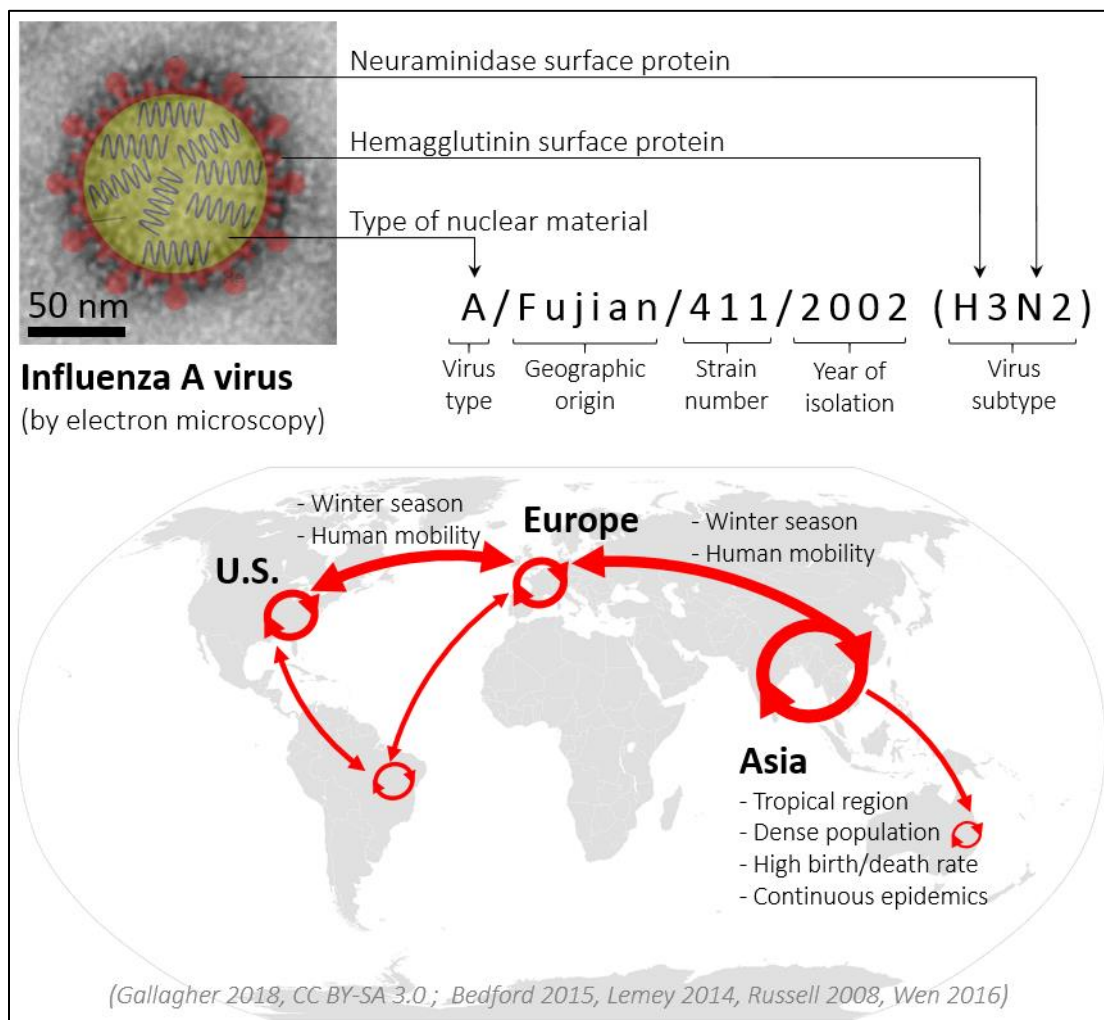 Neuraminidase surface protein
Hemagglutinin surface protein
Type of nuclear material
50 nm
A/Fujian/411/2002 (H3N2)
Virus type
Geographic origin
Strain number
Year of isolation
Virus subtype
Influenza A virus
(by electron microscopy)
- Winter season
- Human mobility
U.S.
Europe
- Winter season
- Human mobility
Asia
- Tropical region
- Dense population
- High birth/death rate
- Continuous epidemics
(Gallagher 2018, CC BY-SA 3.0 ; Bedford 2015, Lemey 2014, Russell 2008, Wen 2016)